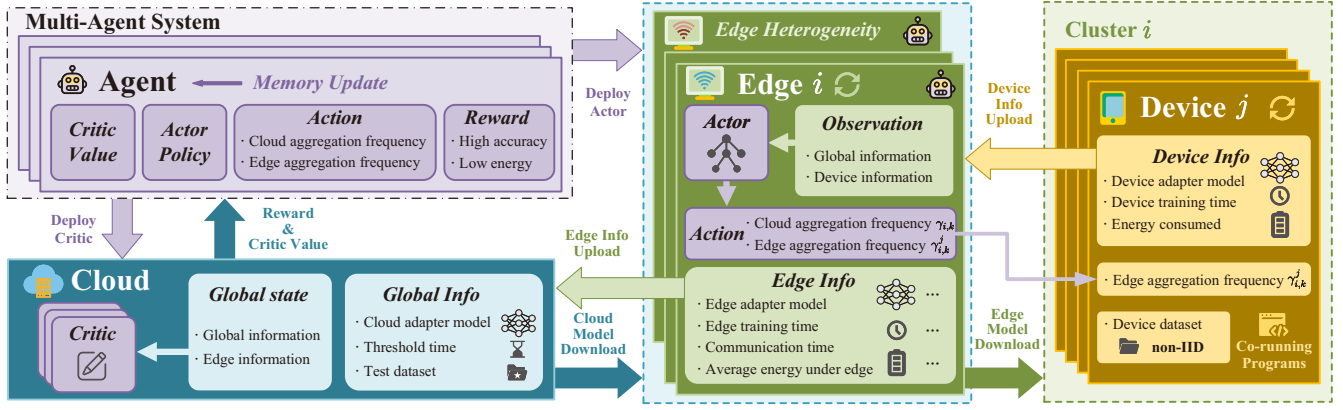 Multi-Agent System
Agent
Memory Update
Critic
Value
Actor
Policy
Action
· Cloud aggregation frequency
· Edge aggregation frequency
Reward
· High accuracy
· Low energy
Deploy
Actor
Deploy
Critic
Reward
&
Critic Value
Cloud
Critic
Global state
· Global information
· Edge information
Global Info
· Cloud adapter model
· Threshold time
· Test dataset
Edge Info
Upload
Cloud
Model
Download
Edge Heterogeneity
Edge i
Actor
Observation
· Global information
· Device information
Action
· Cloud aggregation frequency γ_{i,k}
· Edge aggregation frequency γ^j_{i,k}
Edge Info
· Edge adapter model
· Edge training time
· Communication time
· Average energy under edge
...
...
...
Device
Info
Upload
Edge
Model
Download
Cluster i
Device j
Device Info
· Device adapter model
· Device training time
· Energy consumed
· Edge aggregation frequency γ^j_{i,k}
· Device dataset
non-IID
Co-running
Programs